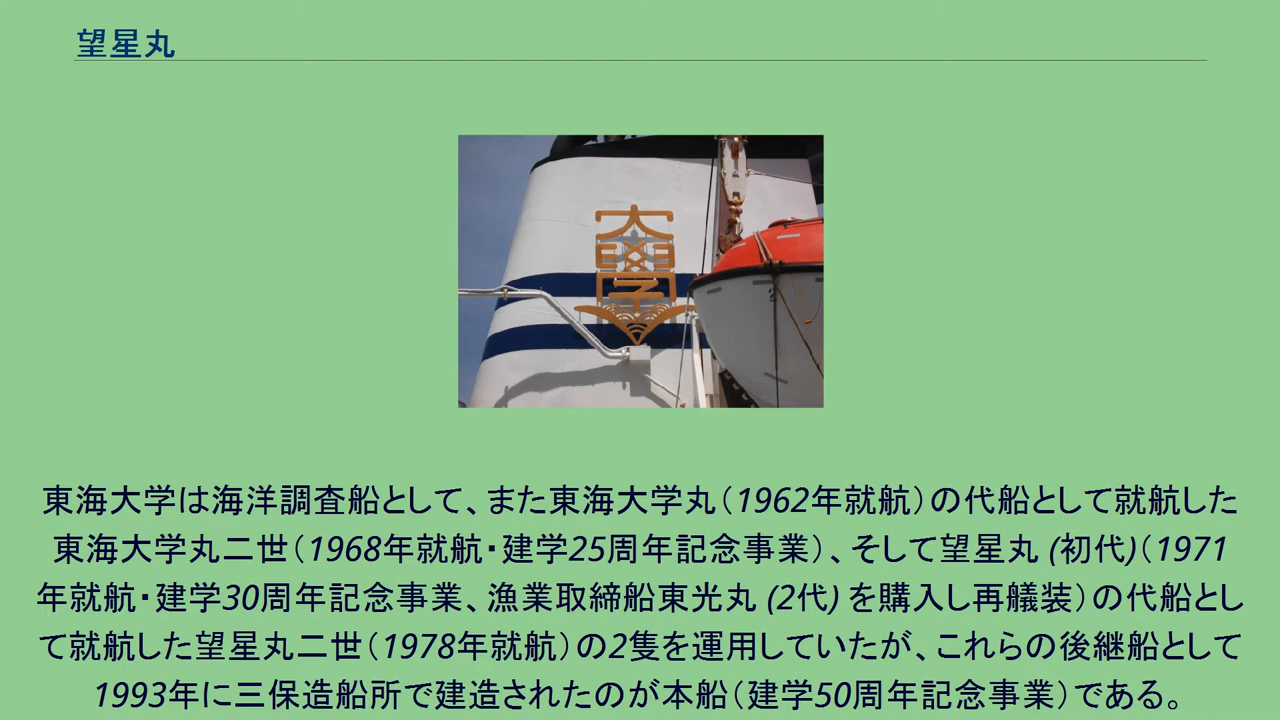 望星丸
大學
東海大学は海洋調査船として、また東海大学丸（1962年就航）の代船として就航した
東海大学丸二世（1968年就航・建学25周年記念事業）、そして望星丸 (初代)（1971
年就航・建学30周年記念事業、漁業取締船東光丸 (2代) を購入し再艤装）の代船とし
て就航した望星丸二世（1978年就航）の2隻を運用していたが、これらの後継船として
1993年に三保造船所で建造されたのが本船（建学50周年記念事業）である。